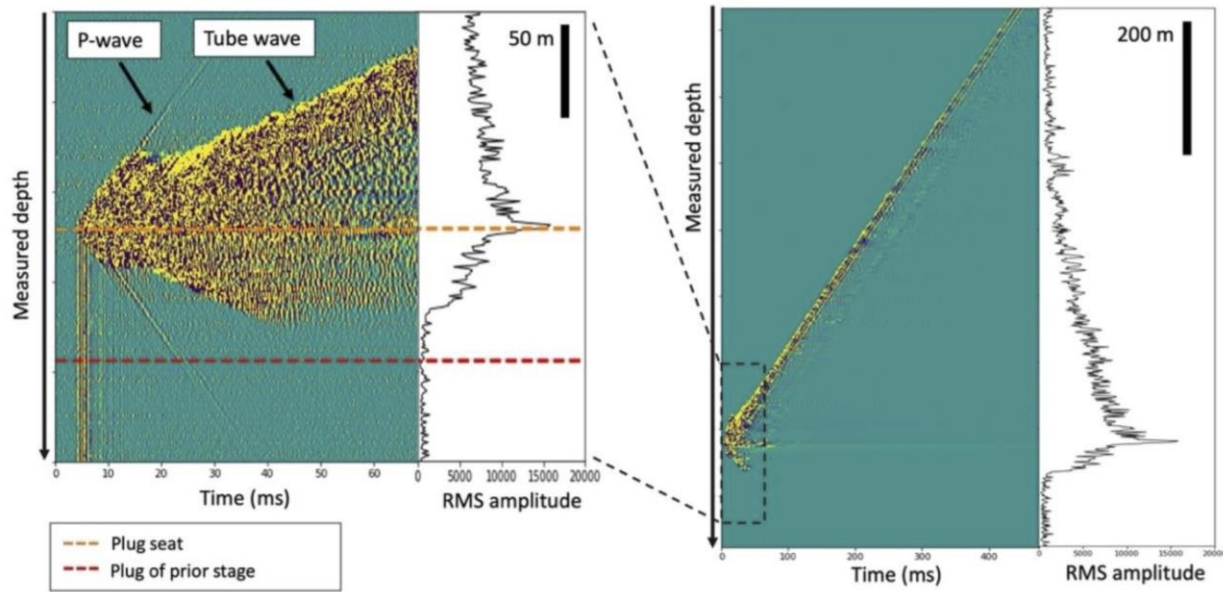 P-wave
Tube wave
50 m
Measured depth
0
10
20
30
40
50
60
0
5000
10000
15000
20000
Time (ms)
RMS amplitude
Plug seat
Plug of prior stage
200 m
Measured depth
0
100
200
300
400
0
5000
10000
15000
20000
Time (ms)
RMS amplitude